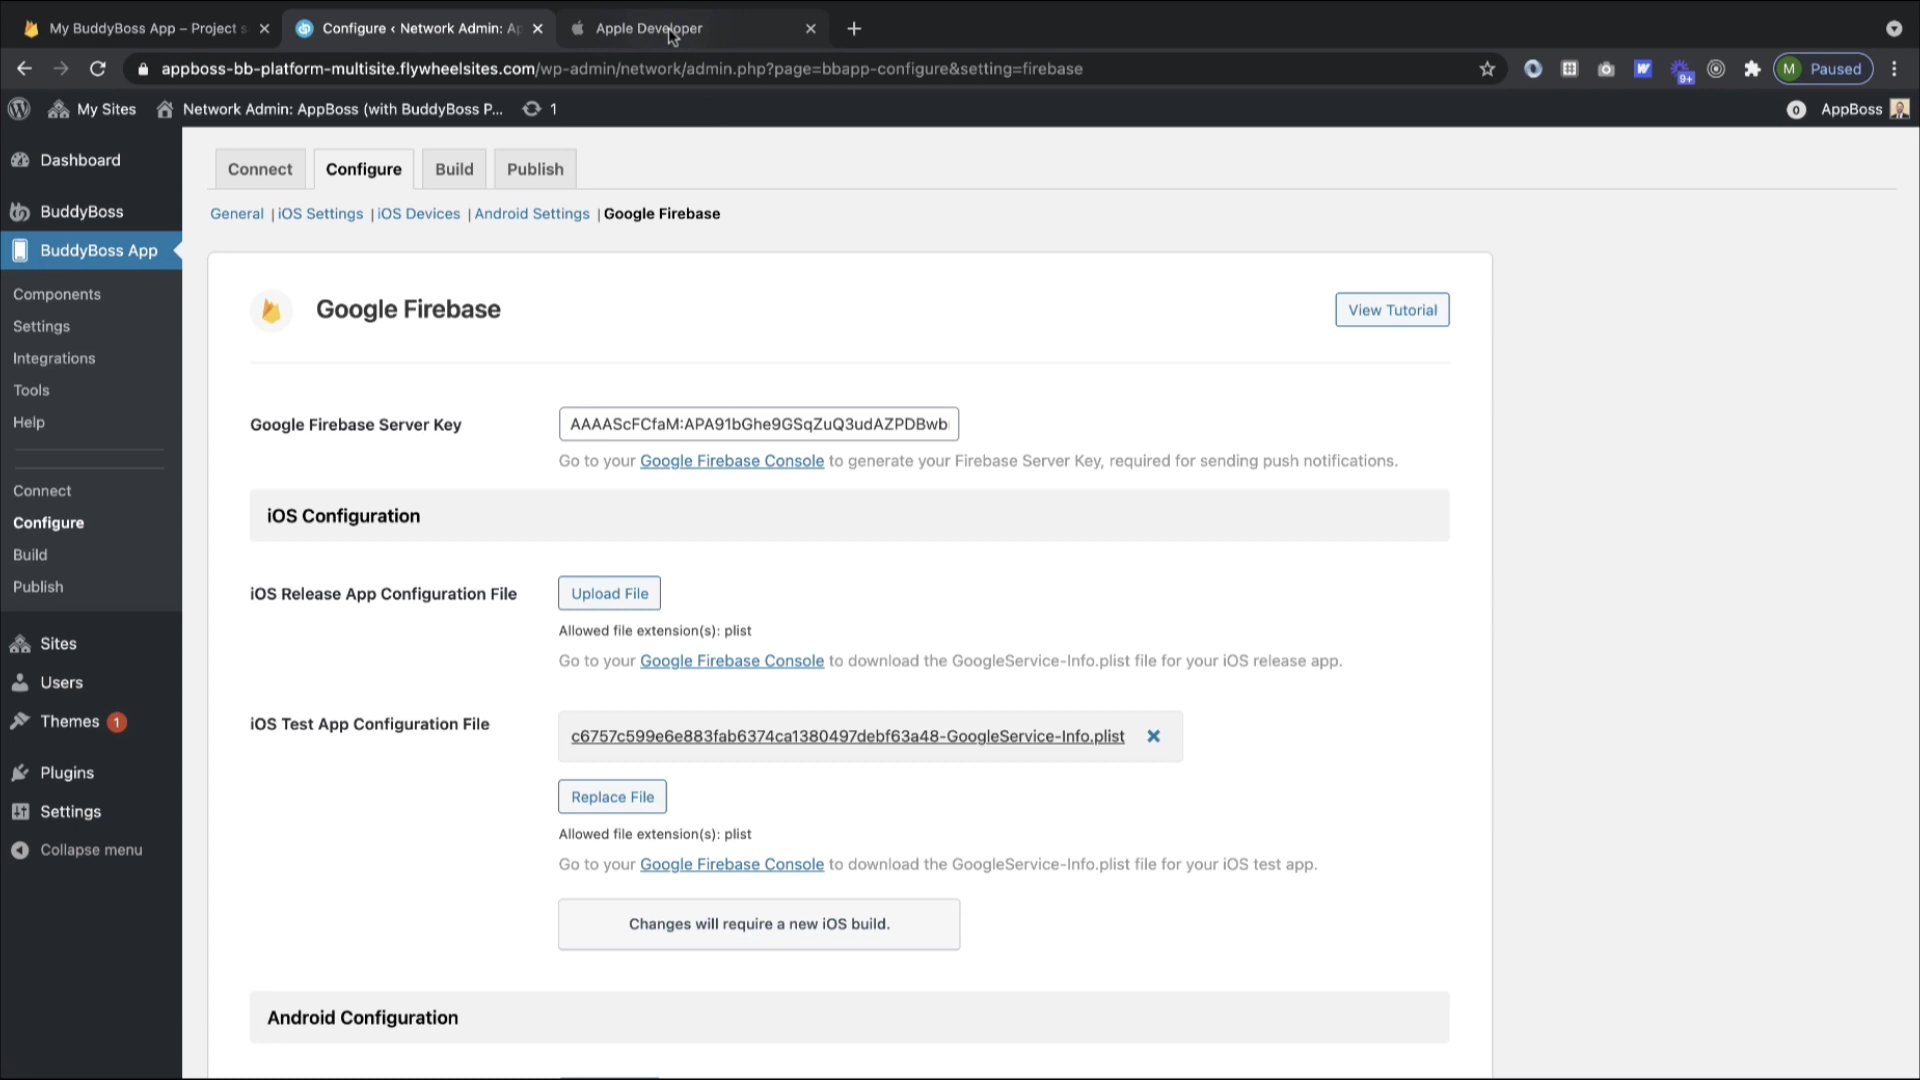 My BuddyBoss App – Project s
Configure ‹ Network Admin: Ap
Apple Developer
appboss-bb-platform-multisite.flywheelsites.com/wp-admin/network/admin.php?page=bbapp-configure&setting=firebase
W
9+
M
Paused
My Sites
Network Admin: AppBoss (with BuddyBoss P...
1
0
AppBoss
Dashboard
BuddyBoss
BuddyBoss App
Components
Settings
Integrations
Tools
Help
Connect
Configure
Build
Publish
Sites
Users
Themes 1
Plugins
Settings
Collapse menu
Connect
Configure
Build
Publish
General | iOS Settings | iOS Devices | Android Settings | Google Firebase
Google Firebase
View Tutorial
Google Firebase Server Key
AAAAScFCfaM:APA91bGhe9GSqZuQ3udAZPDBwb
Go to your Google Firebase Console to generate your Firebase Server Key, required for sending push notifications.
iOS Configuration
iOS Release App Configuration File
Upload File
Allowed file extension(s): plist
Go to your Google Firebase Console to download the GoogleService-Info.plist file for your iOS release app.
iOS Test App Configuration File
c6757c599e6e883fab6374ca1380497debf63a48-GoogleService-Info.plist
Replace File
Allowed file extension(s): plist
Go to your Google Firebase Console to download the GoogleService-Info.plist file for your iOS test app.
Changes will require a new iOS build.
Android Configuration